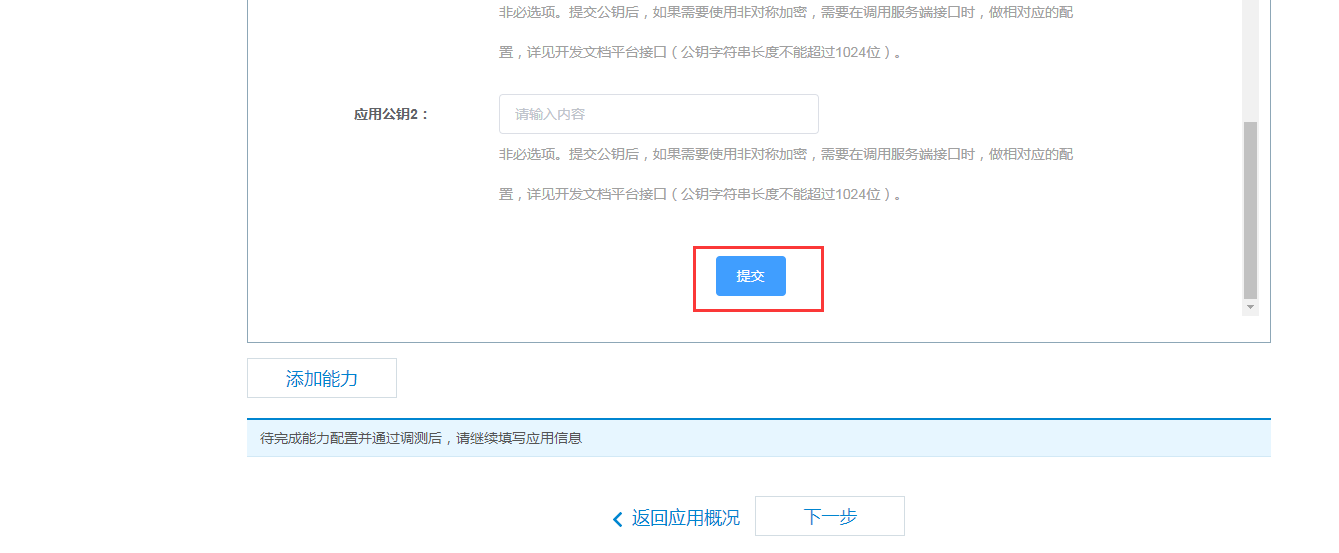 非必选项。提交公钥后，如果需要使用非对称加密，需要在调用服务端接口时，做相对应的配
置，详见开发文档平台接口（公钥字符串长度不能超过1024位）。
应用公钥2：
请输入内容
非必选项。提交公钥后，如果需要使用非对称加密，需要在调用服务端接口时，做相对应的配
置，详见开发文档平台接口（公钥字符串长度不能超过1024位）。
提交
添加能力
待完成能力配置并通过调测后，请继续填写应用信息
返回应用概况
下一步